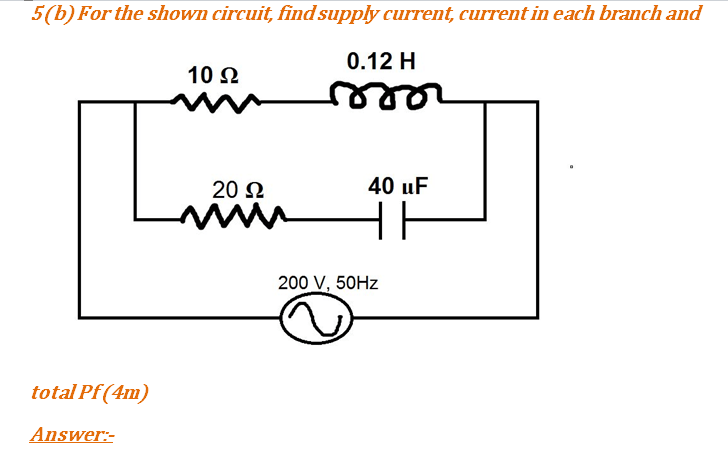 5(b) For the shown circuit, find supply current, current in each branch and
0.12 H
10 Ω
20 Ω
40 uF
200 V, 50Hz
total Pf (4m)
Answer:-